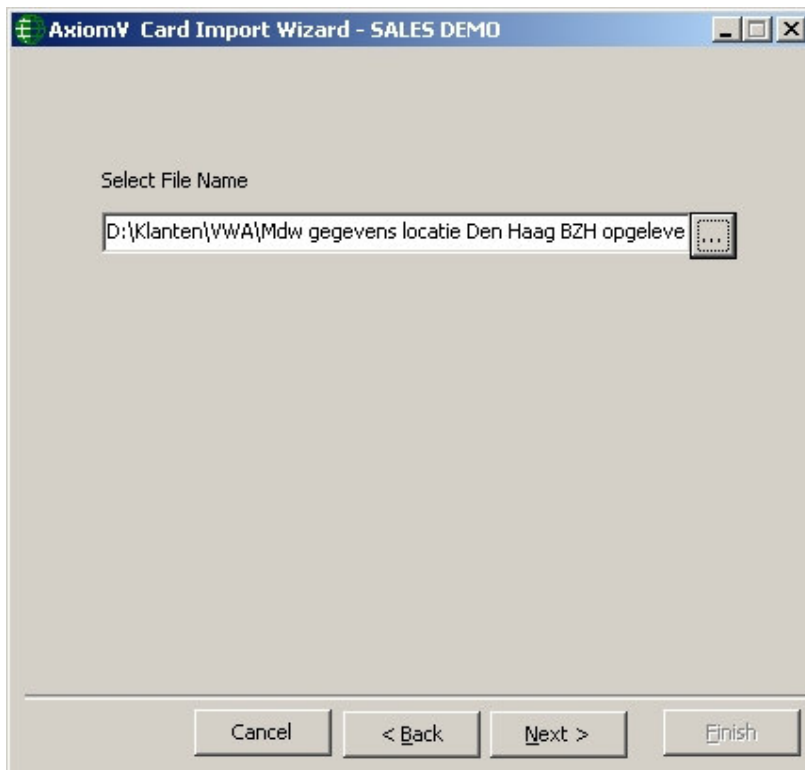 AxiomV Card Import Wizard - SALES DEMO
Select File Name
D:\Klanten\VWA\Mdw gegevens locatie Den Haag BZH opgeleve ...
Cancel < Back Next > Finish